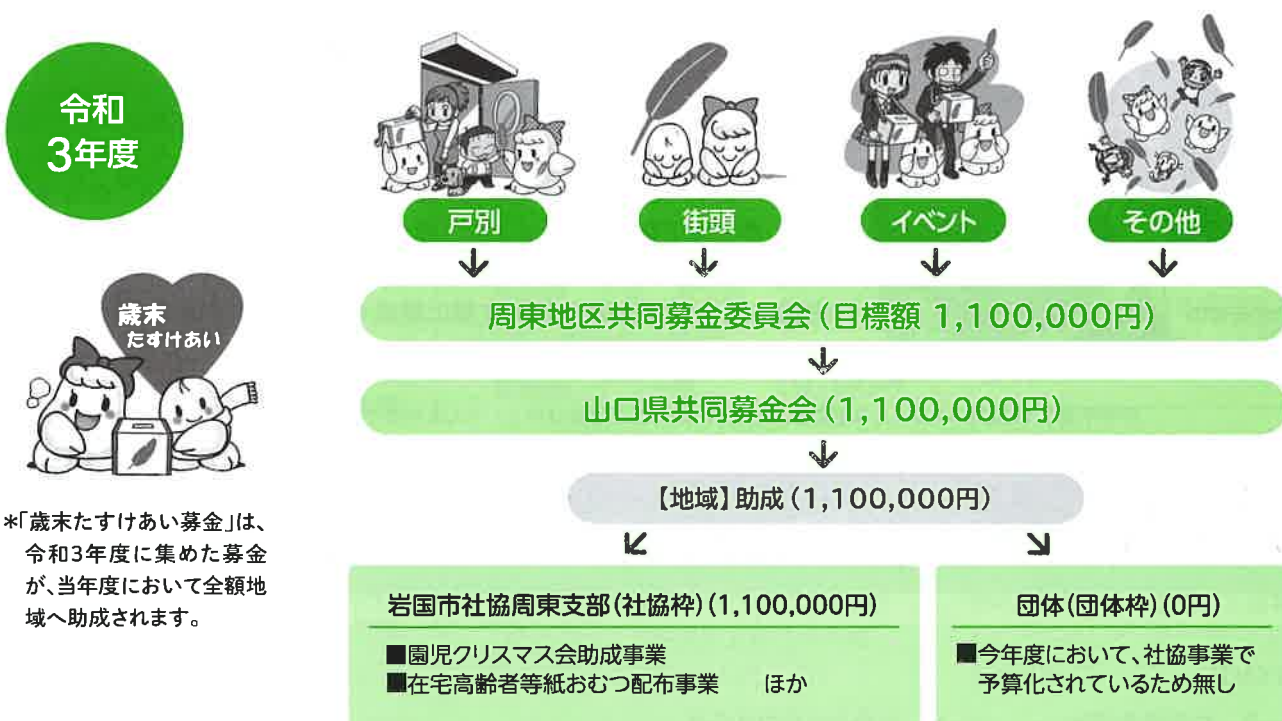 令和
3年度
戸別
街頭
イベント
その他
周東地区共同募金委員会(目標額 1,100,000円)
山口県共同募金会(1,100,000円)
【地域】助成(1,100,000円)
歳末
たすけあい
*「歳末たすけあい募金」は、
令和3年度に集めた募金
が、当年度において全額地
域へ助成されます。
岩国市社協周東支部(社協枠)(1,100,000円)
■園児クリスマス会助成事業
■在宅高齢者等紙おむつ配布事業 ほか
団体(団体枠)(0円)
■今年度において、社協事業で
予算化されているため無し